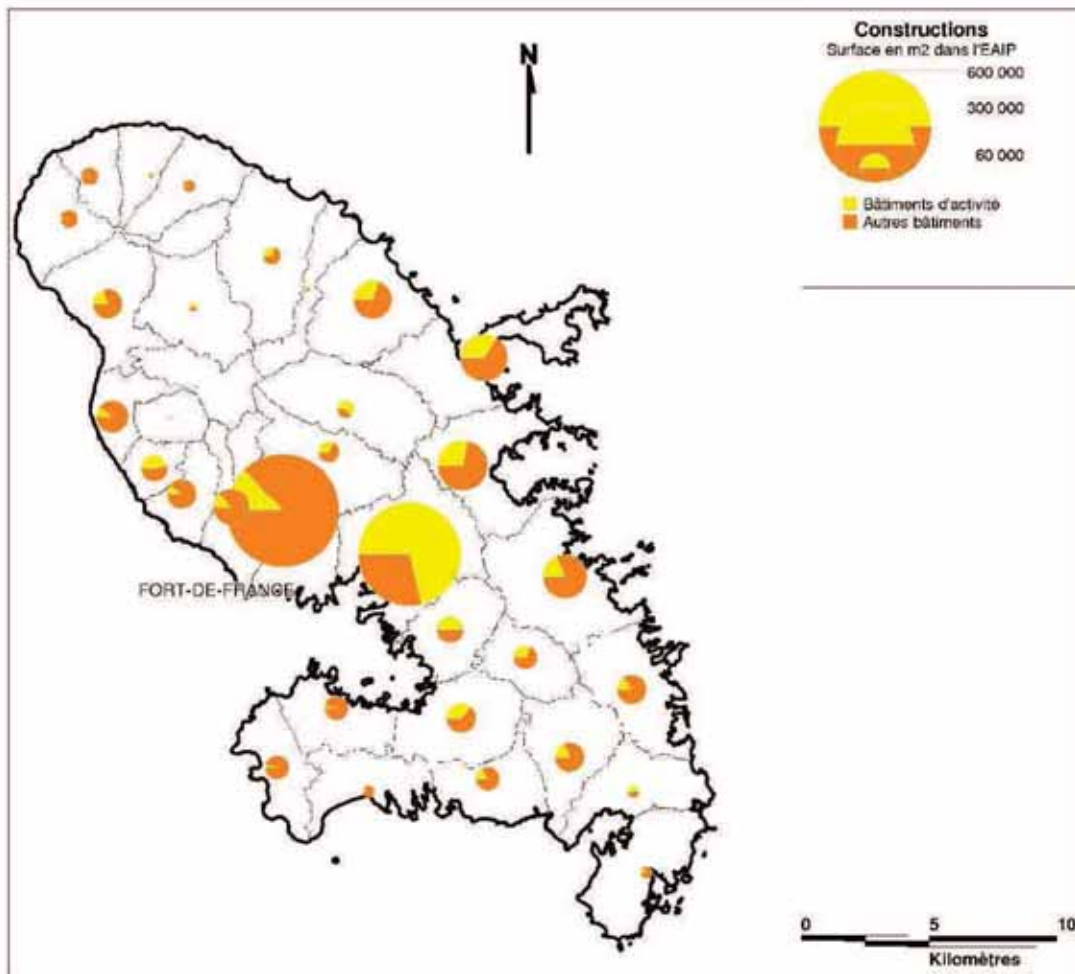 N
Constructions
Surface en m2 dans l'EAIP
600 000
300 000
60 000
Bâtiments d'activité
Autres bâtiments
FORT-DE-FRANCE
0 5 10
Kilomètres